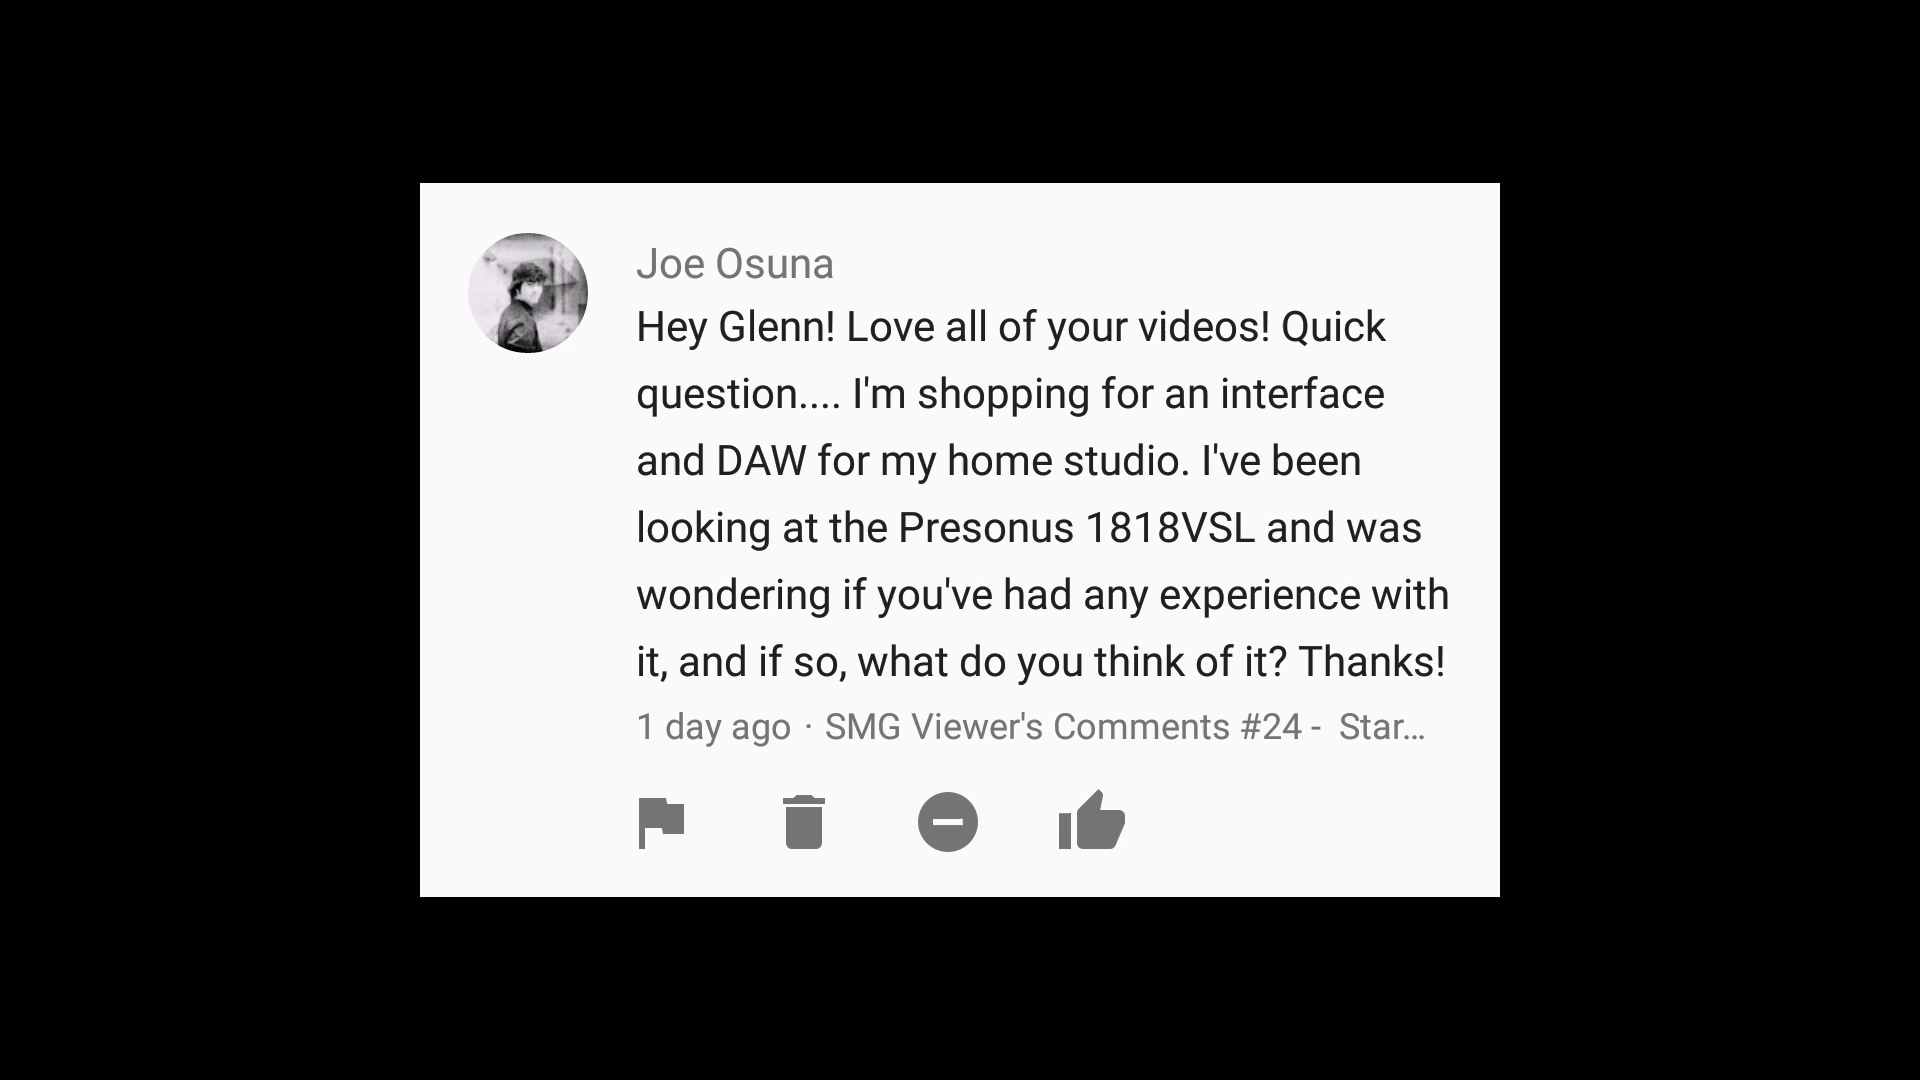 Joe Osuna
Hey Glenn! Love all of your videos! Quick
question.... I'm shopping for an interface
and DAW for my home studio. I've been
looking at the Presonus 1818VSL and was
wondering if you've had any experience with
it, and if so, what do you think of it? Thanks!
1 day ago · SMG Viewer's Comments #24 - Star...